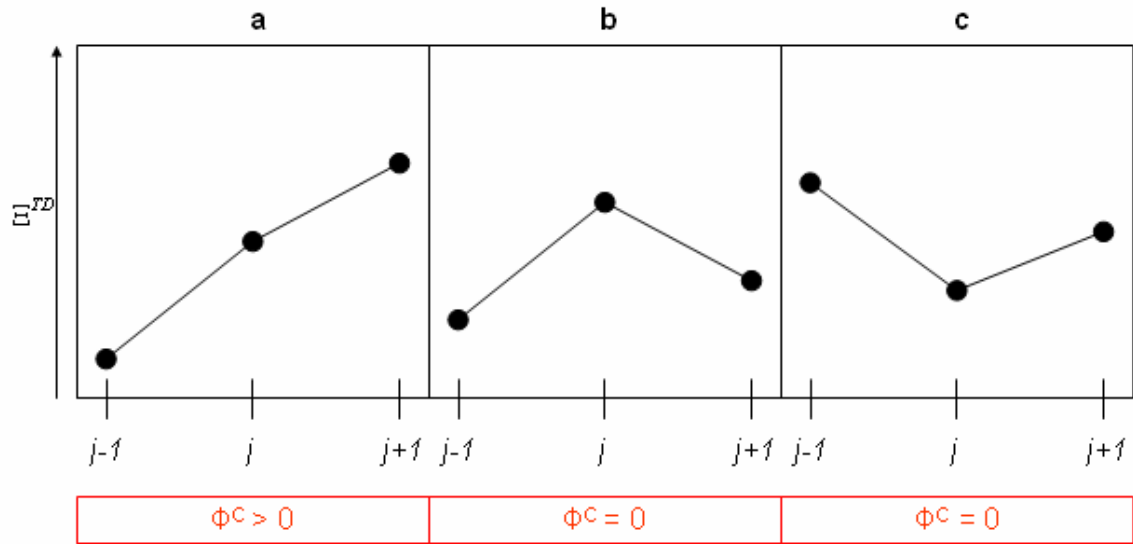 a b c
Ξ^TD
j-1 j j+1 j-1 j j+1 j-1 j j+1
Φ^C > 0 Φ^C = 0 Φ^C = 0